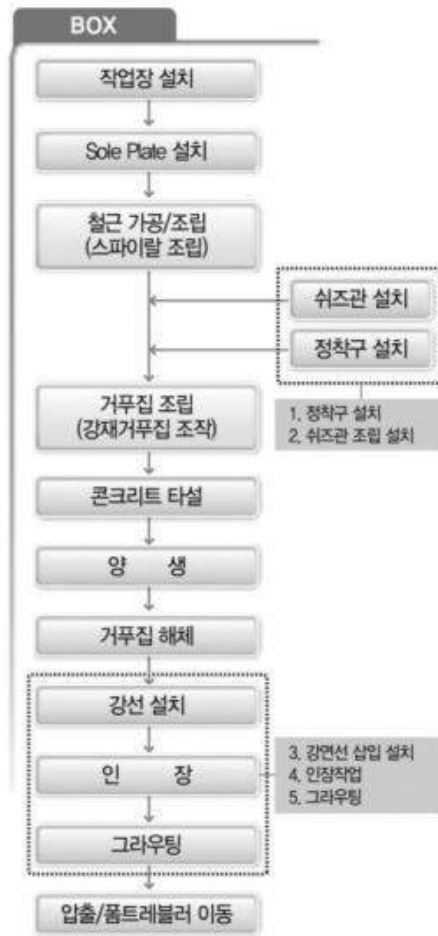 BOX
작업장 설치
Sole Plate 설치
철근 가공/조립
(스파이랄 조립)
쉬즈관 설치
정착구 설치
1. 정착구 설치
2. 쉬즈관 조립 설치
거푸집 조립
(강재거푸집 조작)
콘크리트 타설
양 생
거푸집 해체
강선 설치
인 장
그라우팅
3. 강연선 삽입 설치
4. 인장작업
5. 그라우팅
압출/폼트레블러 이동